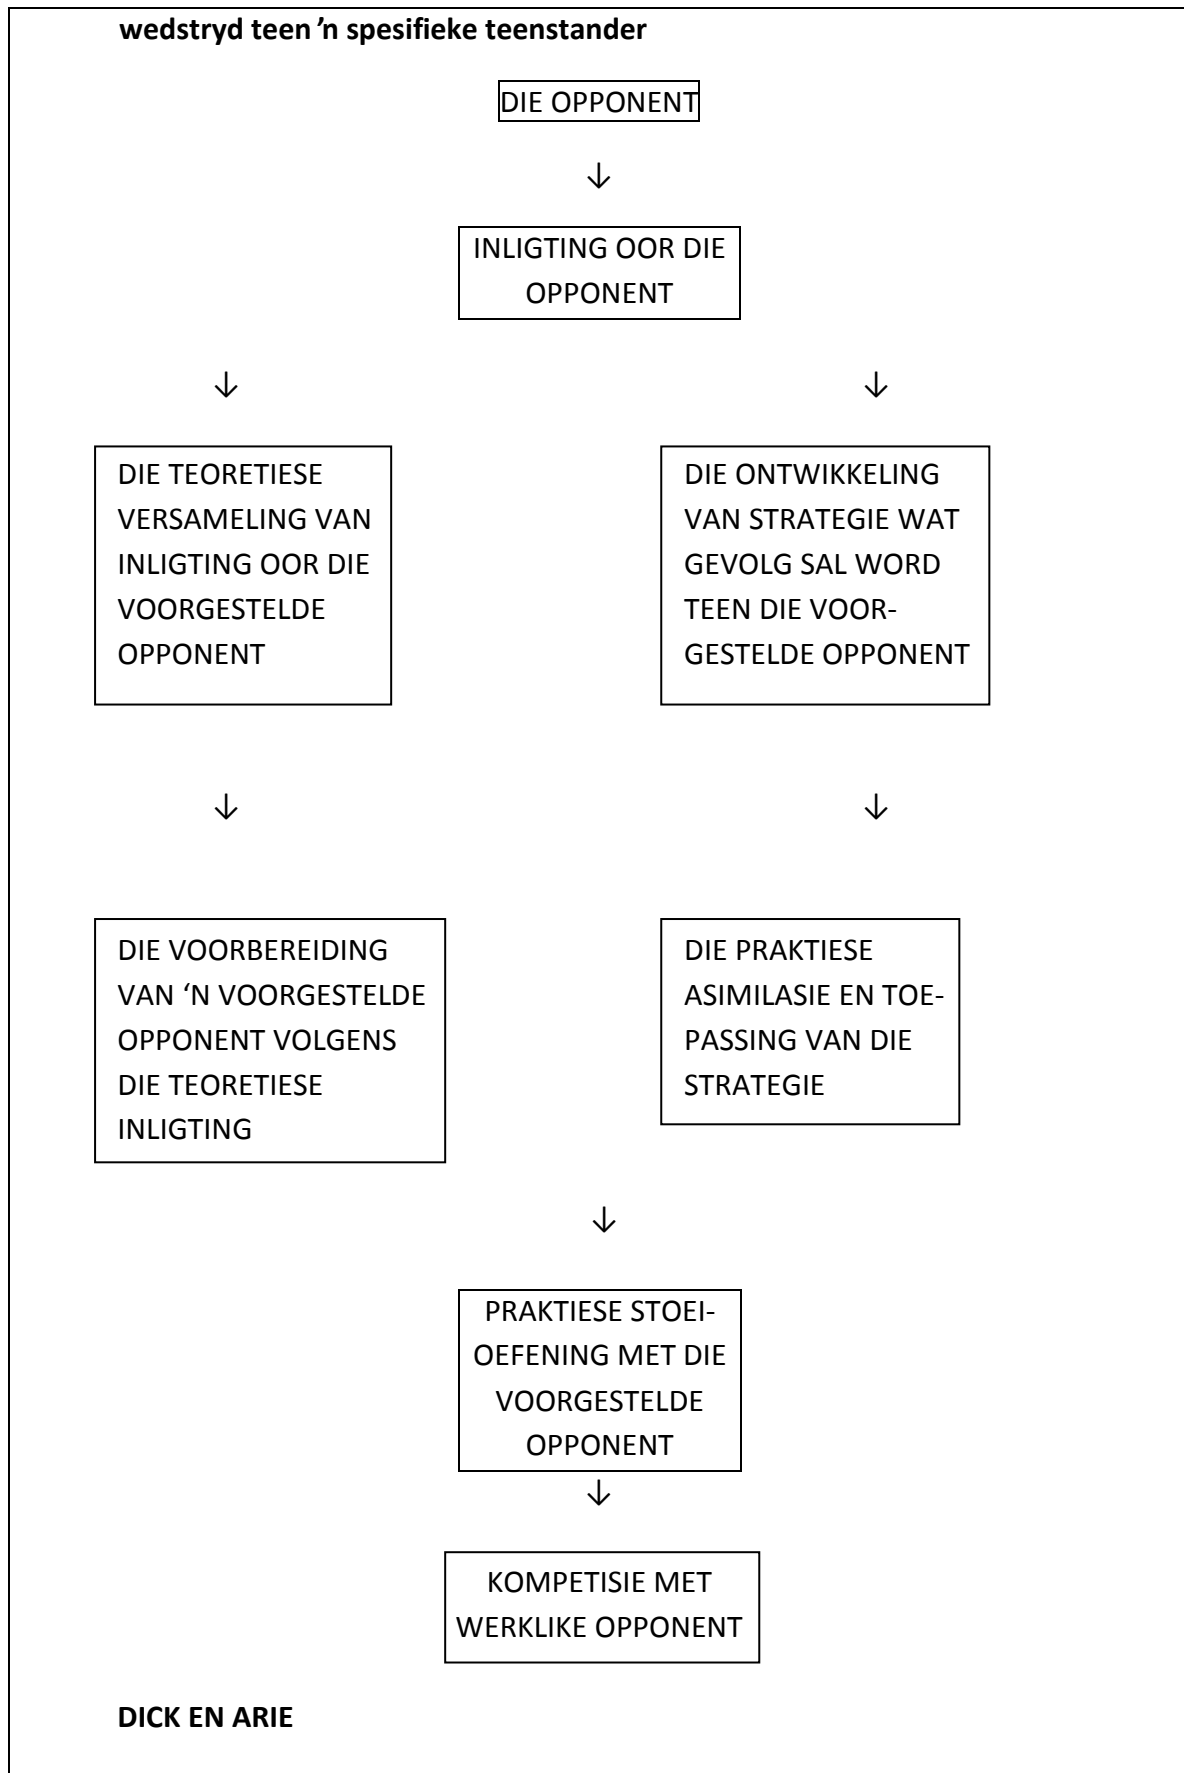 wedstryd teen 'n spesifieke teenstander
DIE OPPONENT
↓
INLIGTING OOR DIE
OPPONENT
↓
↓
DIE TEORETIESE
VERSAMELING VAN
INLIGTING OOR DIE
VOORGESTELDE
OPPONENT
DIE ONTWIKKELING
VAN STRATEGIE WAT
GEVOLG SAL WORD
TEEN DIE VOOR-
GESTELDE OPPONENT
↓
↓
DIE VOORBEREIDING
VAN ‘N VOORGESTELDE
OPPONENT VOLGENS
DIE TEORETIESE
INLIGTING
DIE PRAKTIESE
ASIMILASIE EN TOE-
PASSING VAN DIE
STRATEGIE
↓
PRAKTIESE STOEI-
OEFENING MET DIE
VOORGESTELDE
OPPONENT
↓
KOMPETISIE MET
WERKLIKE OPPONENT
DICK EN ARIE